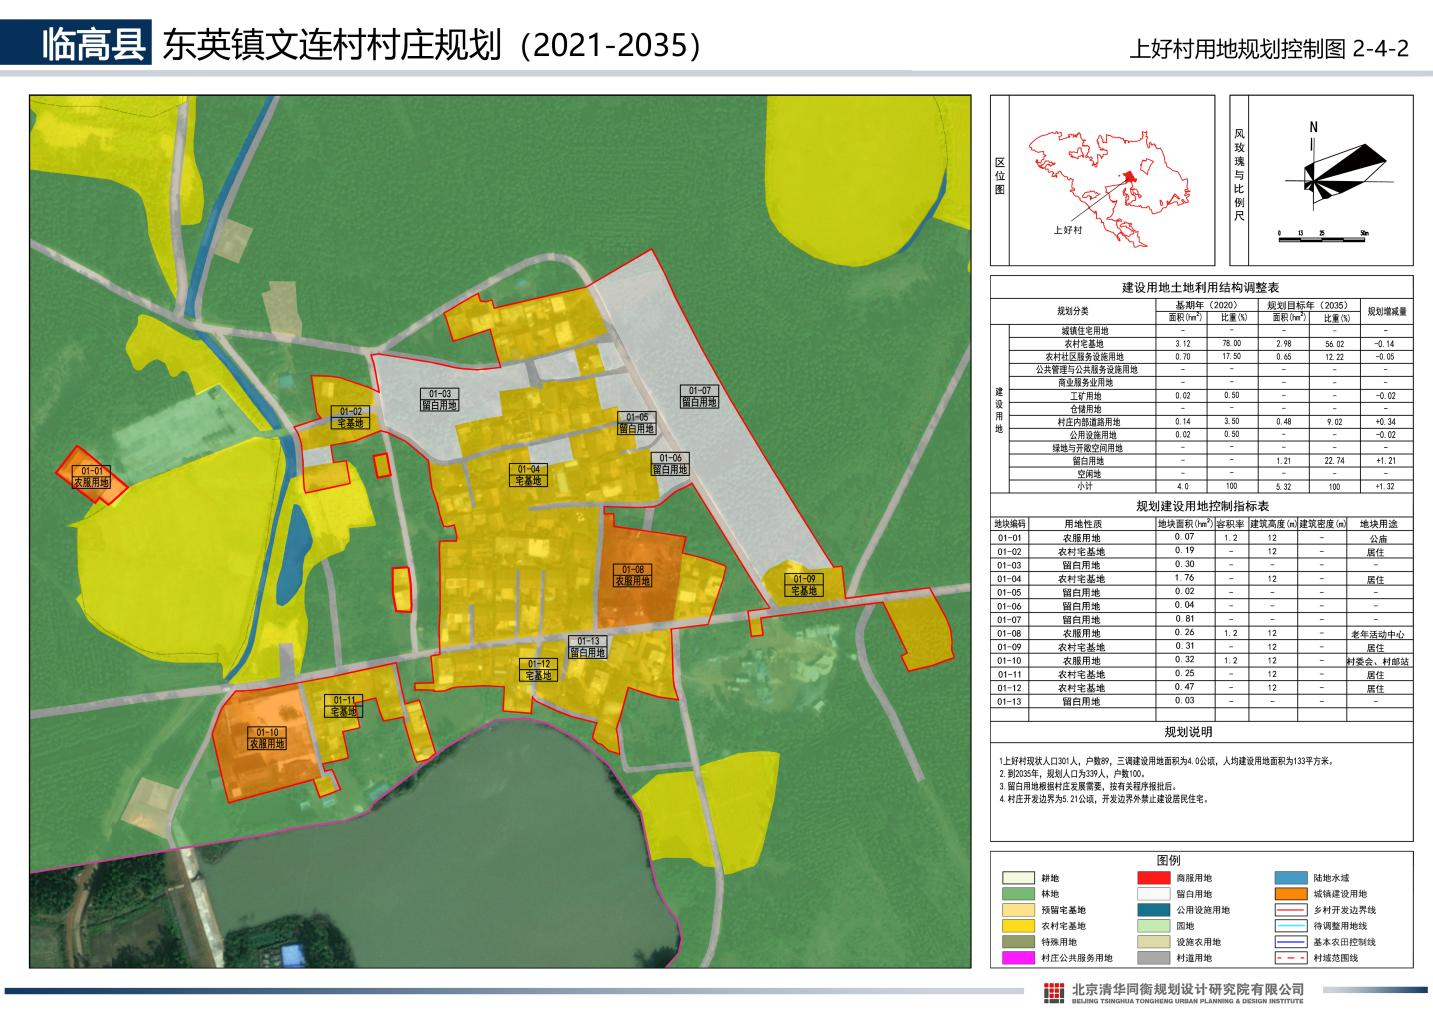 临高县 东英镇文连村村庄规划（2021-2035）
上好村用地规划控制图 2-4-2
01-01
农服用地
01-02
宅基地
01-03
留白用地
01-04
宅基地
01-05
留白用地
01-06
留白用地
01-07
留白用地
01-08
农服用地
01-09
宅基地
01-10
农服用地
01-11
宅基地
01-12
宅基地
01-13
留白用地
区位图
上好村
风玫瑰与比例尺
N
0 13 25 50m
建设用地土地利用结构调整表
规划分类 基期年（2020） 规划目标年（2035） 规划增减量
面积(hm²) 比重(%) 面积(hm²) 比重(%)
建设用地
城镇住宅用地 - - - - -
农村宅基地 3.12 78.00 2.98 56.02 -0.14
农村社区服务设施用地 0.70 17.50 0.65 12.22 -0.05
公共管理与公共服务设施用地 - - - - -
商业服务业用地 - - - - -
工矿用地 0.02 0.50 - - -0.02
仓储用地 - - - - -
村庄内部道路用地 0.14 3.50 0.48 9.02 +0.34
公用设施用地 0.02 0.50 - - -0.02
绿地与开敞空间用地 - - - - -
留白用地 - - 1.21 22.74 +1.21
空闲地 - - - - -
小计 4.0 100 5.32 100 +1.32
规划建设用地控制指标表
地块编码 用地性质 地块面积(hm²) 容积率 建筑高度(m) 建筑密度(m) 地块用途
01-01 农服用地 0.07 1.2 12 - 公庙
01-02 农村宅基地 0.19 - 12 - 居住
01-03 留白用地 0.30 - - - -
01-04 农村宅基地 1.76 - 12 - 居住
01-05 留白用地 0.02 - - - -
01-06 留白用地 0.04 - - - -
01-07 留白用地 0.81 - - - -
01-08 农服用地 0.26 1.2 12 - 老年活动中心
01-09 农村宅基地 0.31 - 12 - 居住
01-10 农服用地 0.32 1.2 12 - 村委会、村邮站
01-11 农村宅基地 0.25 - 12 - 居住
01-12 农村宅基地 0.47 - 12 - 居住
01-13 留白用地 0.03 - - - -
规划说明
1上好村现状人口301人，户数89，三调建设用地面积为4.0公顷，人均建设用地面积为133平方米。
2.到2035年，规划人口为339人，户数100。
3.留白用地根据村庄发展需要，按有关程序报批后。
4.村庄开发边界为5.21公顷，开发边界外禁止建设居民住宅。
图例
耕地 商服用地 陆地水域
林地 留白用地 城镇建设用地
预留宅基地 公用设施用地 乡村开发边界线
农村宅基地 园地 待调整用地线
特殊用地 设施农用地 基本农田控制线
村庄公共服务用地 村道用地 村域范围线
北京清华同衡规划设计研究院有限公司
BEIJING TSINGHUA TONGHENG URBAN PLANNING & DESIGN INSTITUTE